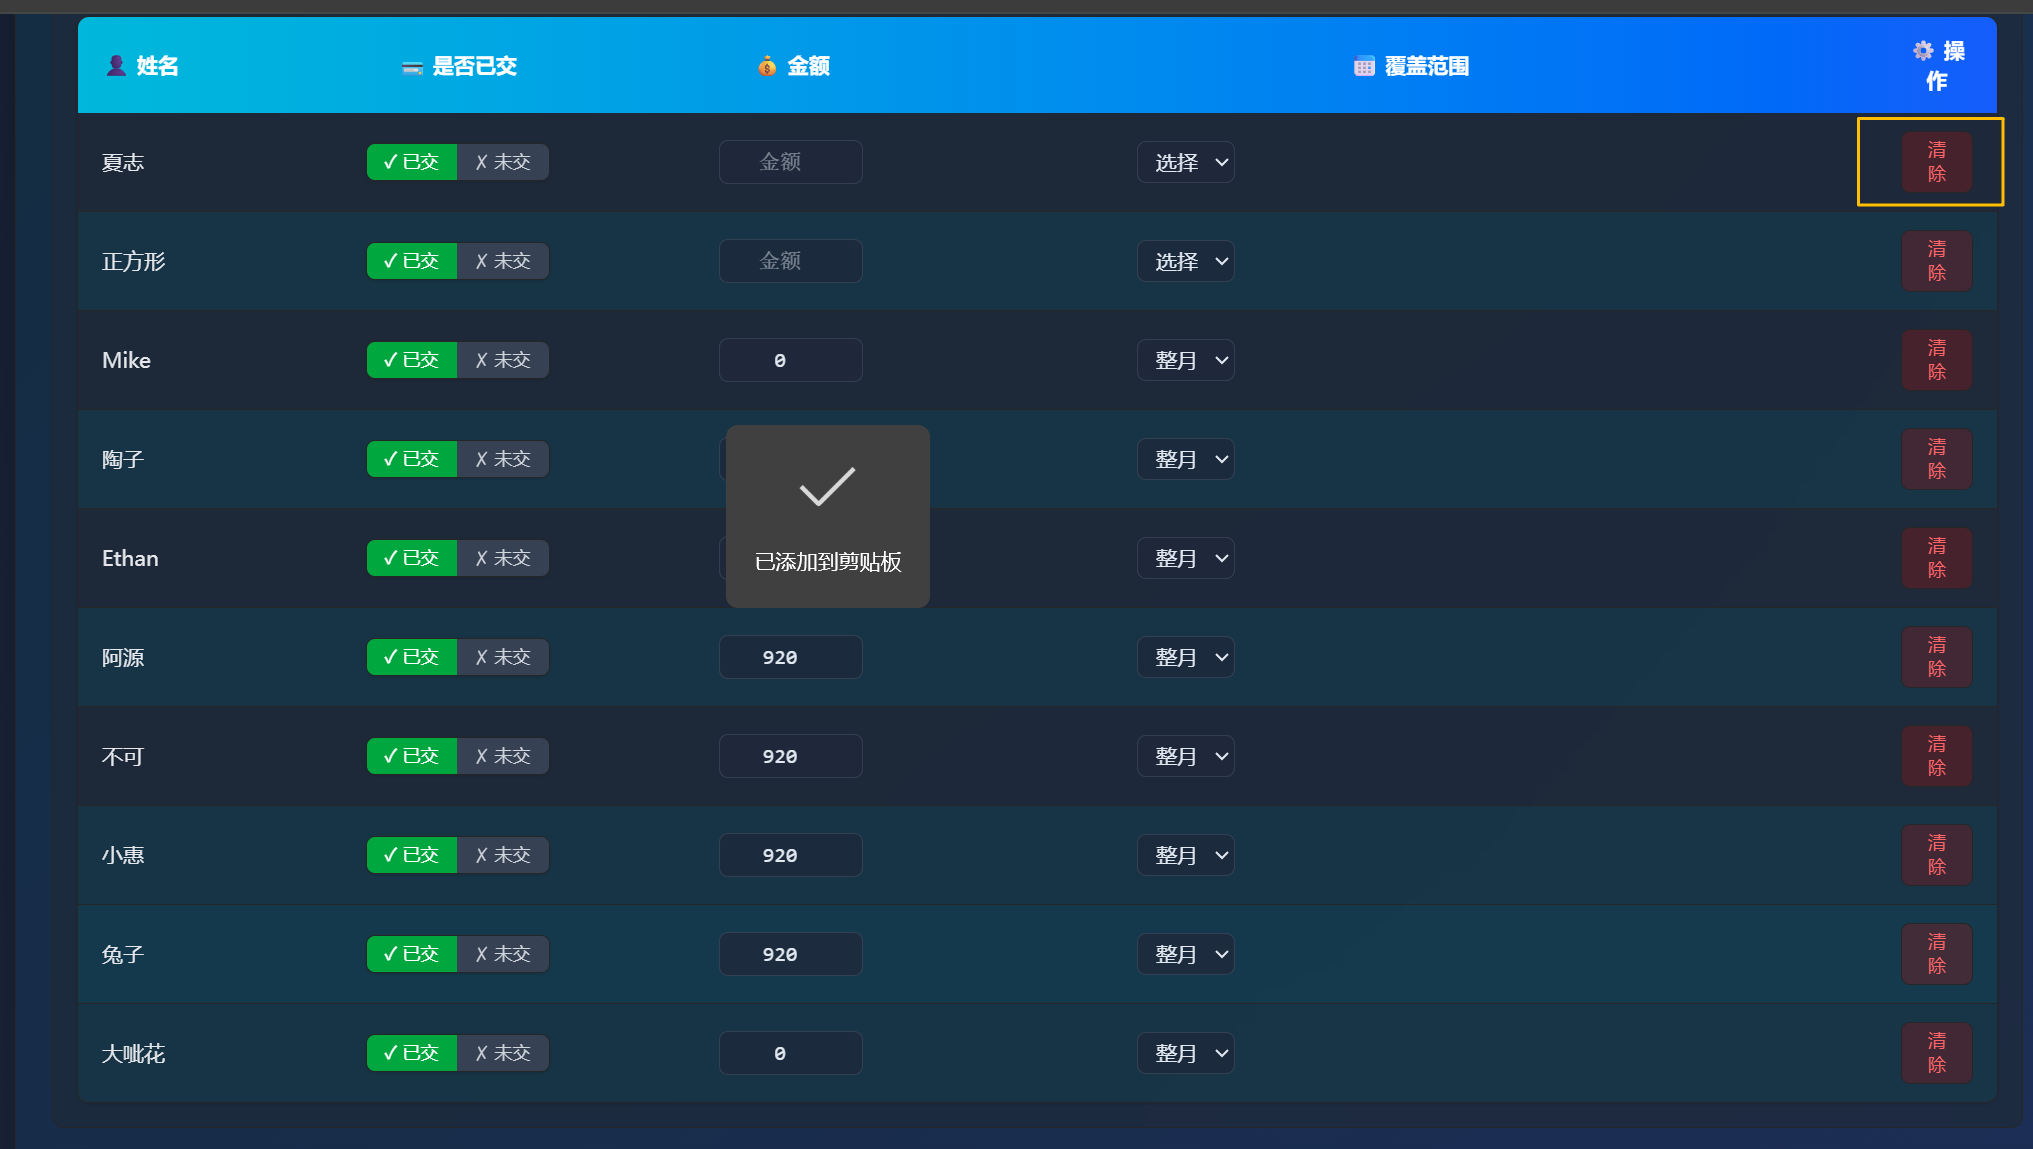 姓名
是否已交
金额
覆盖范围
操
作
夏志
✓ 已交
✗ 未交
金额
选择
清
除
正方形
✓ 已交
✗ 未交
金额
选择
清
除
Mike
✓ 已交
✗ 未交
0
整月
清
除
陶子
✓ 已交
✗ 未交
整月
清
除
Ethan
✓ 已交
✗ 未交
整月
清
除
已添加到剪贴板
阿源
✓ 已交
✗ 未交
920
整月
清
除
不可
✓ 已交
✗ 未交
920
整月
清
除
小惠
✓ 已交
✗ 未交
920
整月
清
除
兔子
✓ 已交
✗ 未交
920
整月
清
除
大呲花
✓ 已交
✗ 未交
0
整月
清
除